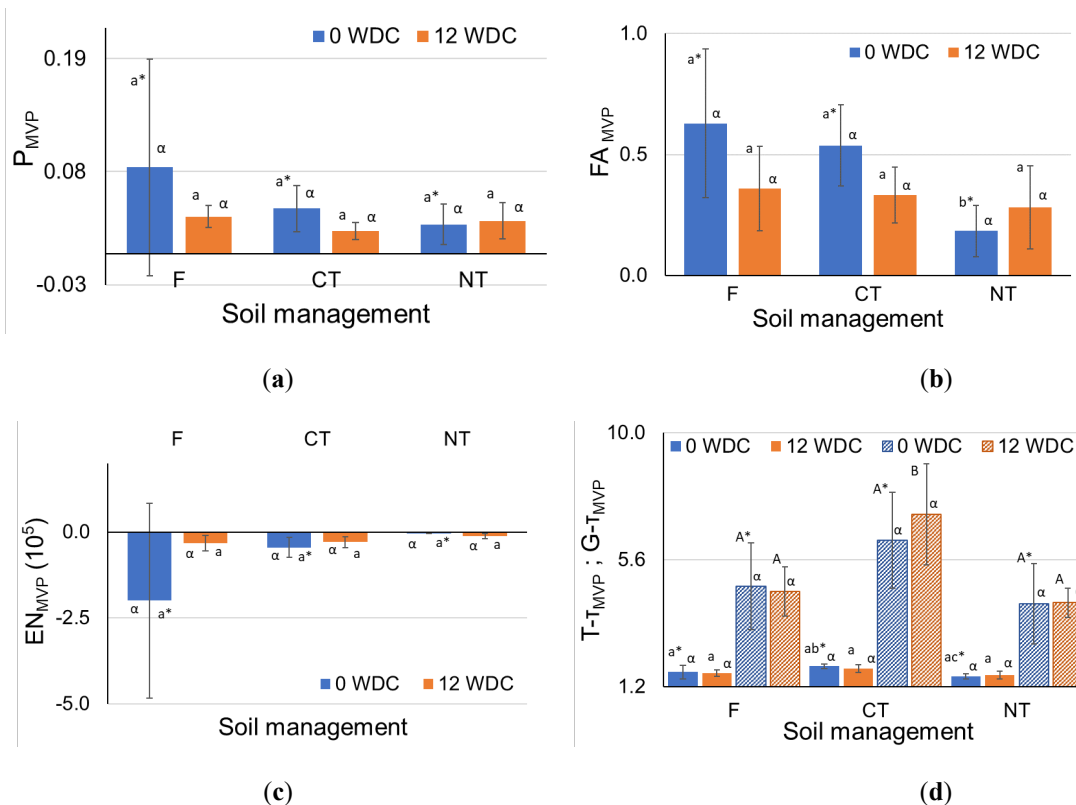 0 WDC 12 WDC
0.19
0.08
-0.03
P_MVP
a* α a α a* α a α a* α a α
F CT NT
Soil management
(a)
0 WDC 12 WDC
1.0
0.5
0.0
FA MVP
a* α a α a* α a α b* α a α
F CT NT
Soil management
(b)
F CT NT
0.0
-2.5
-5.0
EN_MVP (10^5)
α a* α a α a* α a α a* α a
0 WDC 12 WDC
Soil management
(c)
10.0
5.6
1.2
0 WDC 12 WDC 0 WDC 12 WDC
T-τ_MVP ; G-τ_MVP
a* α a α A* α A α ab* α a α A* α B α ac* α a α A* α A
F CT NT
Soil management
(d)